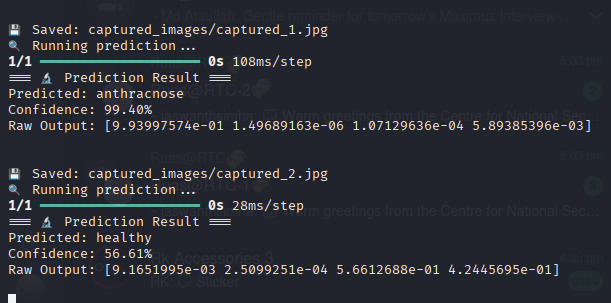 💾 Saved: captured_images/captured_1.jpg
🔍 Running prediction...
1/1 ━━━━━━━━━━━━━━━━━━━━ 0s 108ms/step
=== 🔬 Prediction Result ===
Predicted: anthracnose
Confidence: 99.40%
Raw Output: [9.93997574e-01 1.49689163e-06 1.07129636e-04 5.89385396e-03]
💾 Saved: captured_images/captured_2.jpg
🔍 Running prediction...
1/1 ━━━━━━━━━━━━━━━━━━━━ 0s 28ms/step
=== 🔬 Prediction Result ===
Predicted: healthy
Confidence: 56.61%
Raw Output: [9.1651995e-03 2.5099251e-04 5.6612688e-01 4.2445695e-01]